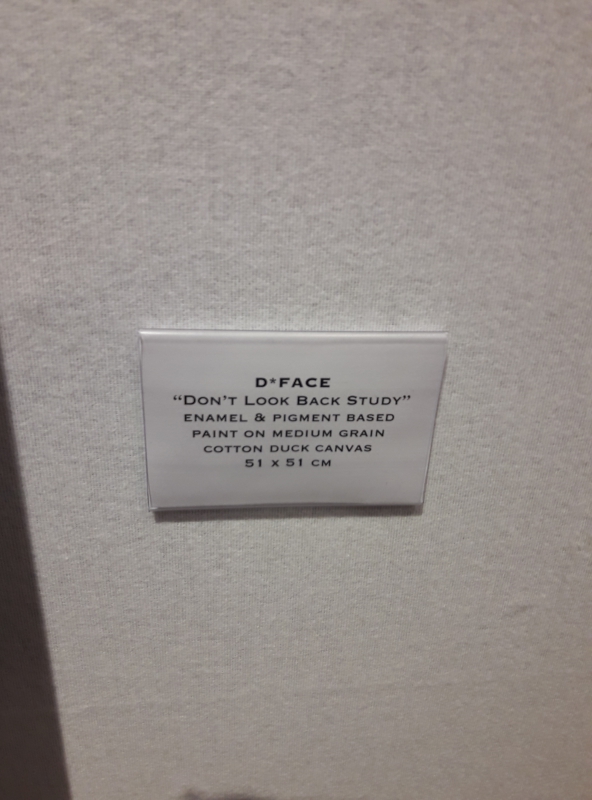 D*FACE
"DON'T LOOK BACK STUDY"
ENAMEL & PIGMENT BASED
PAINT ON MEDIUM GRAIN
COTTON DUCK CANVAS
51 X 51 CM